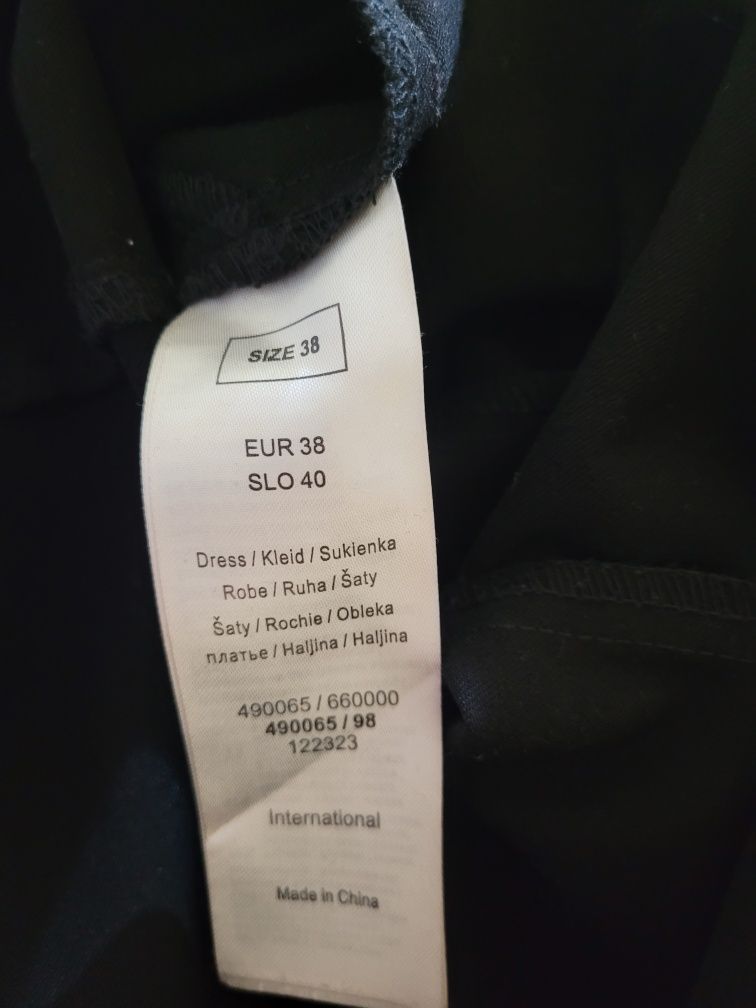 SIZE 38
EUR 38
SLO 40
Dress / Kleid / Sukienka
Robe / Ruha / Šaty
Šaty / Rochie / Obleka
платье / Haljina / Haljina
490065 / 660000
490065 / 98
122323
International
Made in China